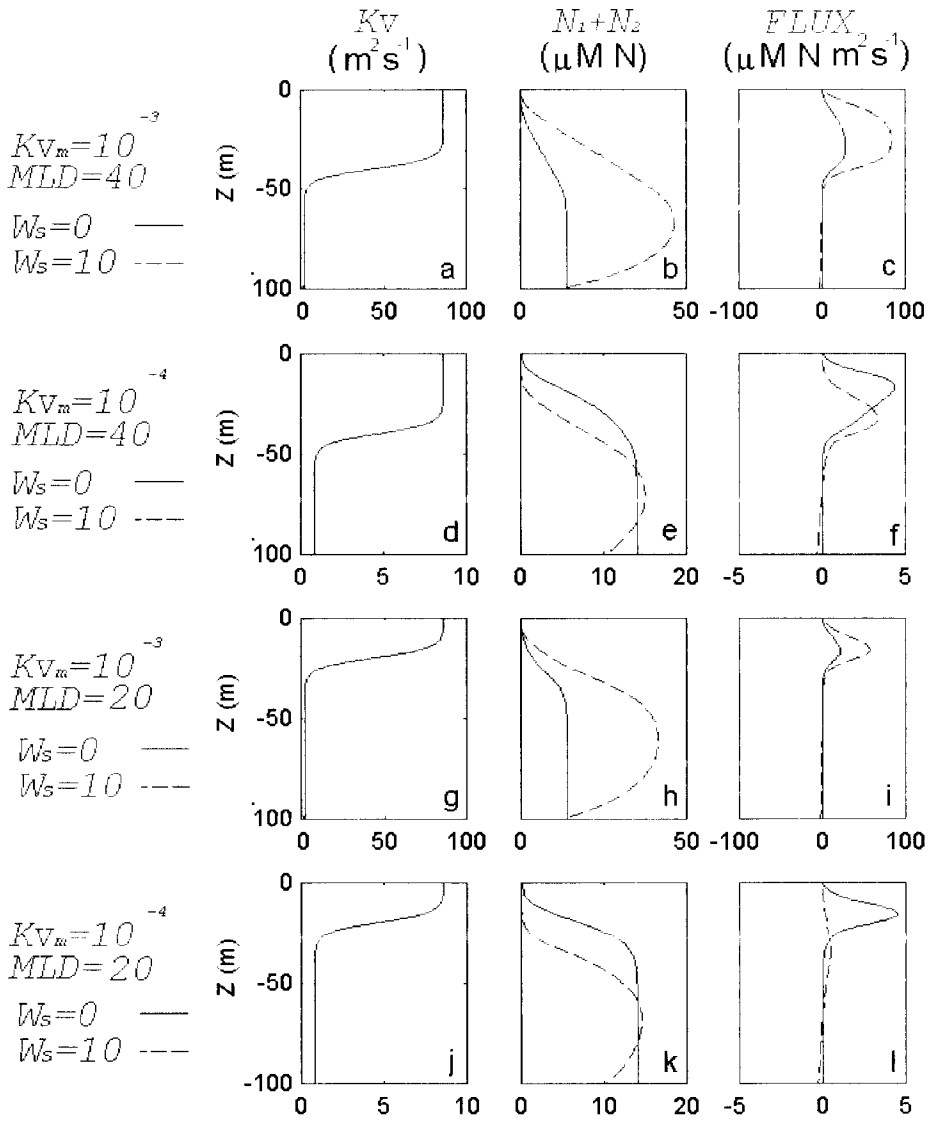 Kv N₁+N₂ FLUX
(m²s⁻¹) (μM N) (μM N m²s⁻¹)
Kvₘ=10⁻³
MLD=40
Wₛ=0
Wₛ=10
Z (m)
0
-50
100
a
0 50 100
b
0 50
c
-100 0 100
Kvₘ=10⁻⁴
MLD=40
Wₛ=0
Wₛ=10
Z (m)
0
-50
100
d
0 5 10
e
0 10 20
f
-5 0 5
Kvₘ=10⁻³
MLD=20
Wₛ=0
Wₛ=10
Z (m)
0
-50
100
g
0 50 100
h
0 50
i
-100 0 100
Kvₘ=10⁻⁴
MLD=20
Wₛ=0
Wₛ=10
Z (m)
0
-50
-100
j
0 5 10
k
0 10 20
l
-5 0 5